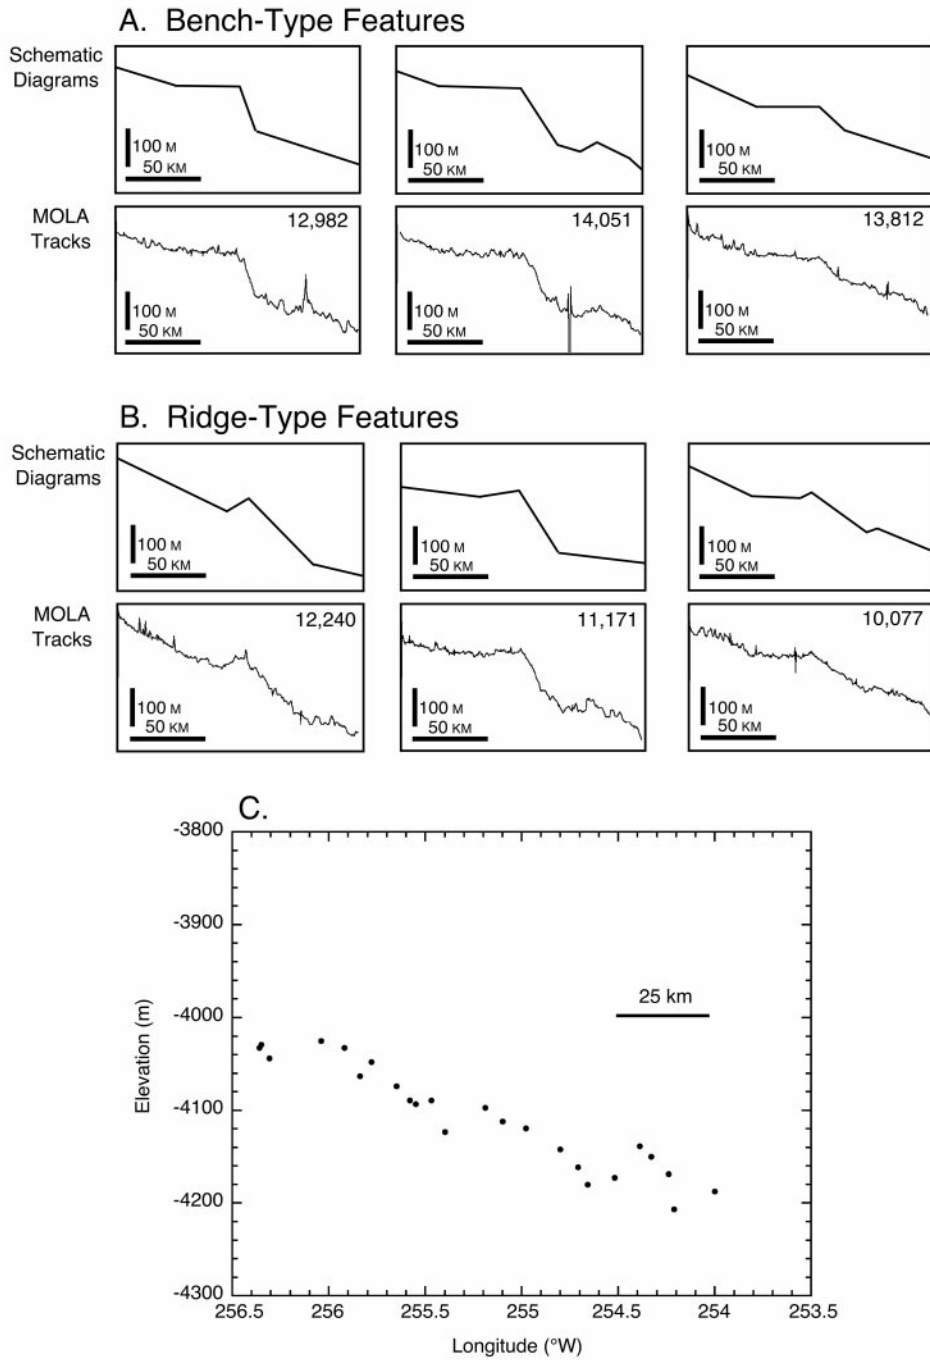 A. Bench-Type Features
Schematic
Diagrams
100 M
50 KM
100 M
50 KM
100 M
50 KM
MOLA
Tracks
12,982
100 M
50 KM
14,051
100 M
50 KM
13,812
100 M
50 KM
B. Ridge-Type Features
Schematic
Diagrams
100 M
50 KM
100 M
50 KM
100 M
50 KM
MOLA
Tracks
12,240
100 M
50 KM
11,171
100 M
50 KM
10,077
100 M
50 KM
C.
Elevation (m)
-3800
-3900
-4000
-4100
-4200
-4300
25 km
256.5
256
255.5
255
254.5
254
253.5
Longitude (°W)